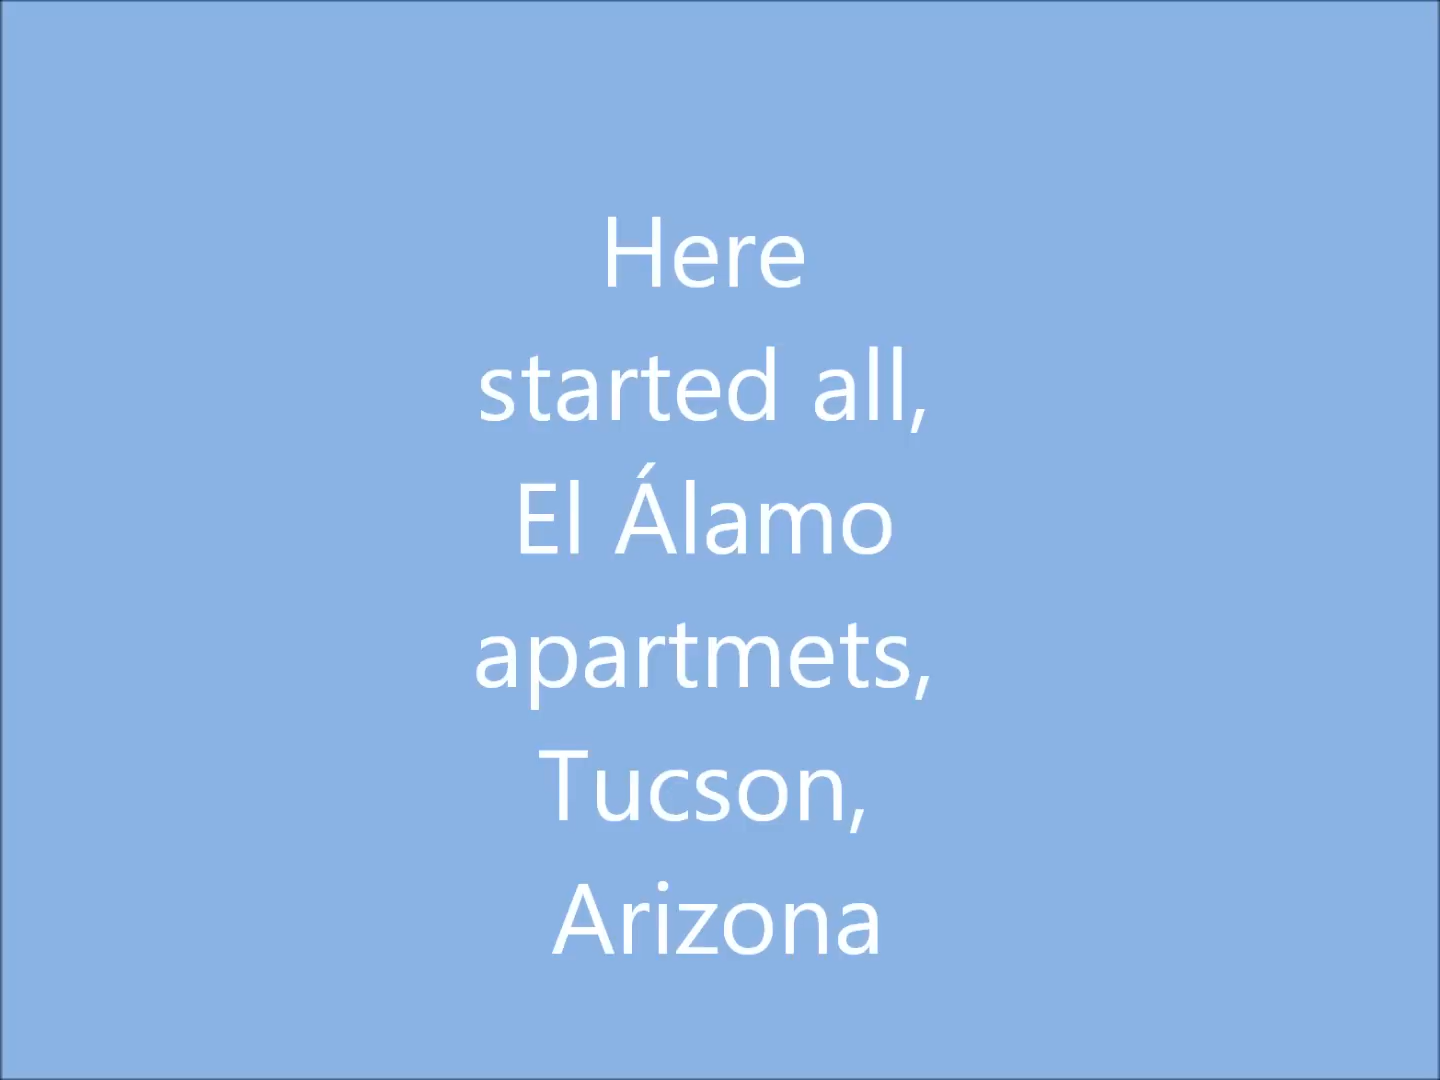 Here
started all,
El Álamo
apartmets,
Tucson,
Arizona